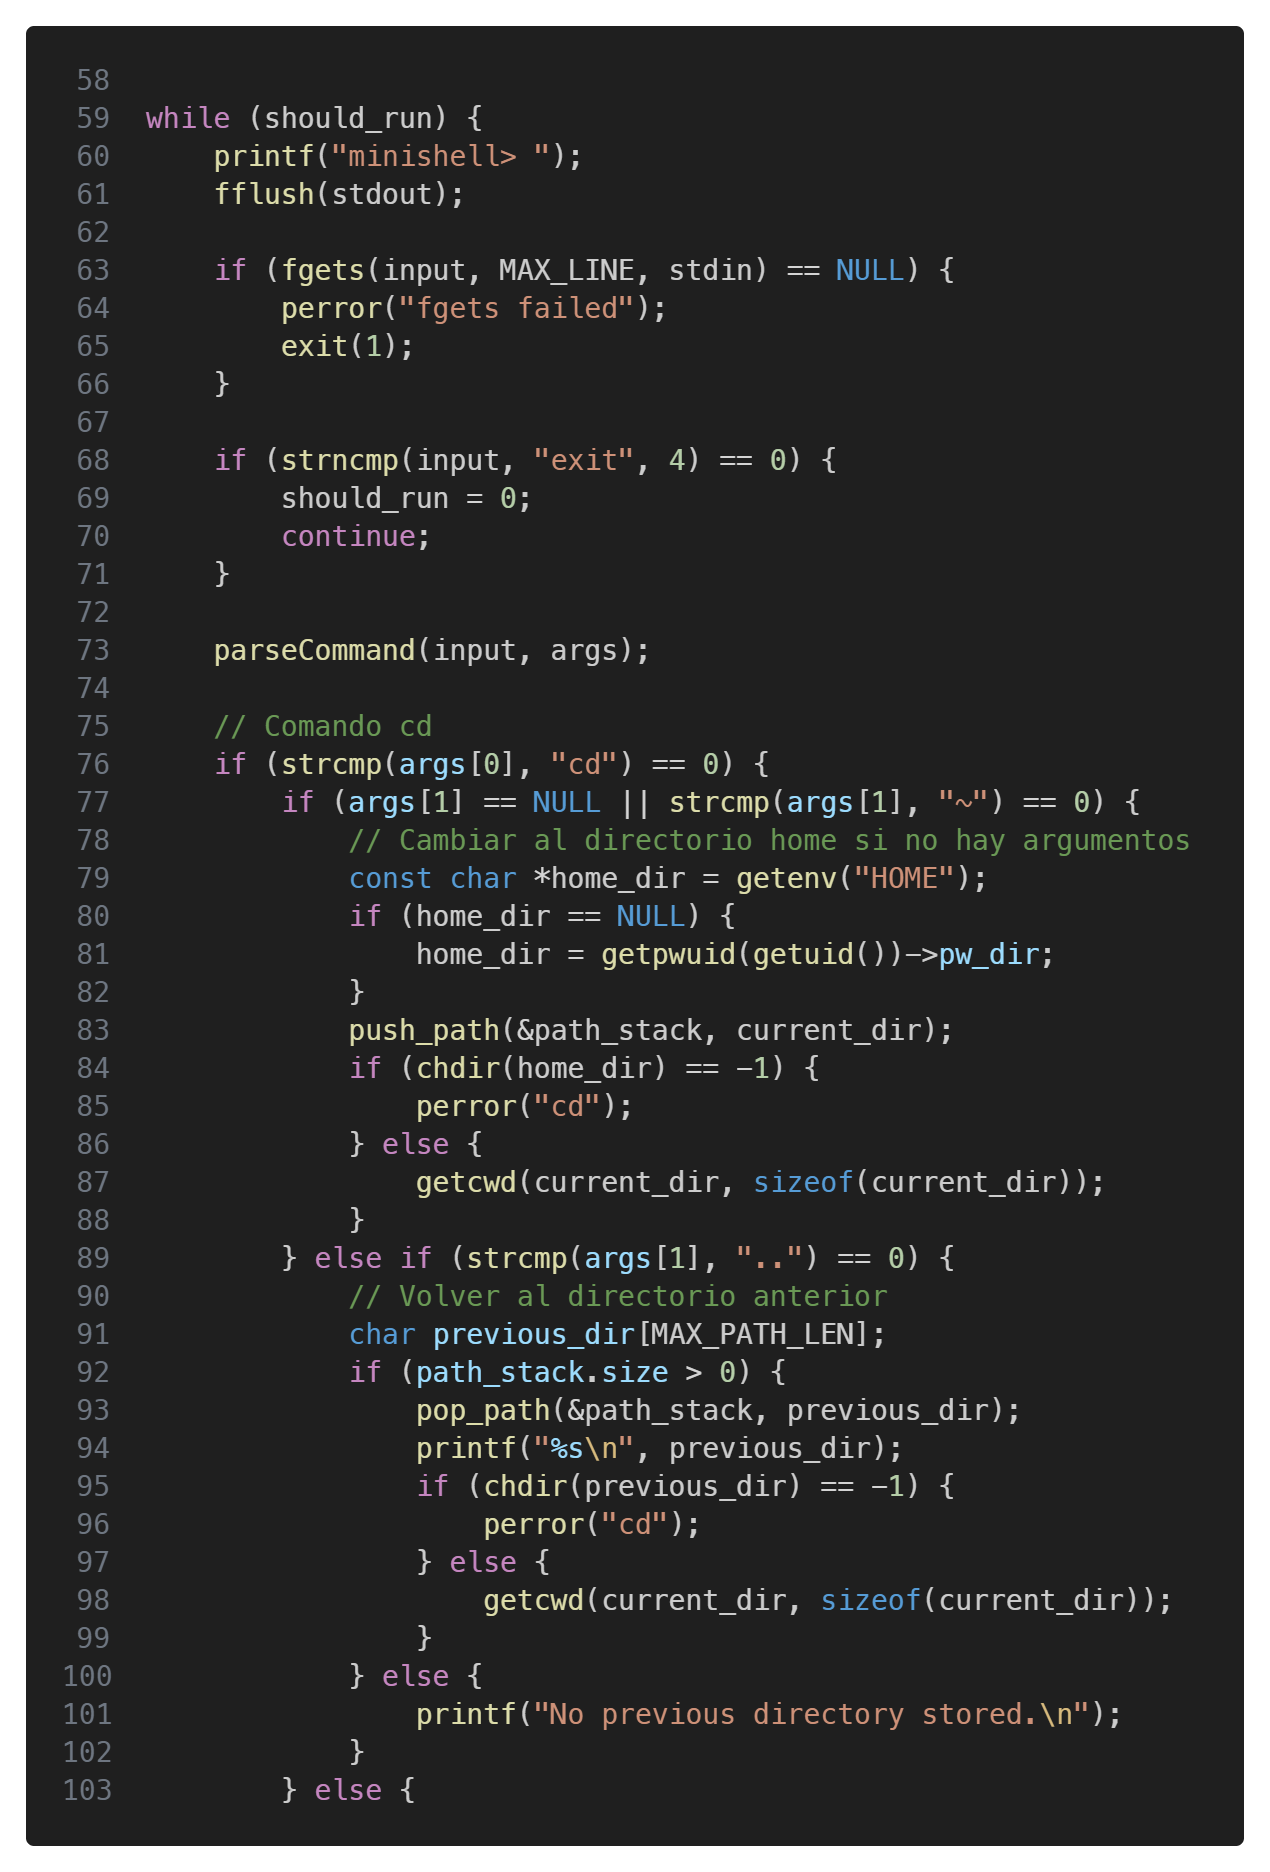 58
59 while (should_run) {
60     printf("minishell> ");
61     fflush(stdout);
62
63     if (fgets(input, MAX_LINE, stdin) == NULL) {
64         perror("fgets failed");
65         exit(1);
66     }
67
68     if (strncmp(input, "exit", 4) == 0) {
69         should_run = 0;
70         continue;
71     }
72
73     parseCommand(input, args);
74
75     // Comando cd
76     if (strcmp(args[0], "cd") == 0) {
77         if (args[1] == NULL || strcmp(args[1], "~") == 0) {
78             // Cambiar al directorio home si no hay argumentos
79             const char *home_dir = getenv("HOME");
80             if (home_dir == NULL) {
81                 home_dir = getpwuid(getuid())->pw_dir;
82             }
83             push_path(&path_stack, current_dir);
84             if (chdir(home_dir) == -1) {
85                 perror("cd");
86             } else {
87                 getcwd(current_dir, sizeof(current_dir));
88             }
89         } else if (strcmp(args[1], "..") == 0) {
90             // Volver al directorio anterior
91             char previous_dir[MAX_PATH_LEN];
92             if (path_stack.size > 0) {
93                 pop_path(&path_stack, previous_dir);
94                 printf("%s\n", previous_dir);
95                 if (chdir(previous_dir) == -1) {
96                     perror("cd");
97                 } else {
98                     getcwd(current_dir, sizeof(current_dir));
99                 }
100             } else {
101                 printf("No previous directory stored.\n");
102             }
103         } else {